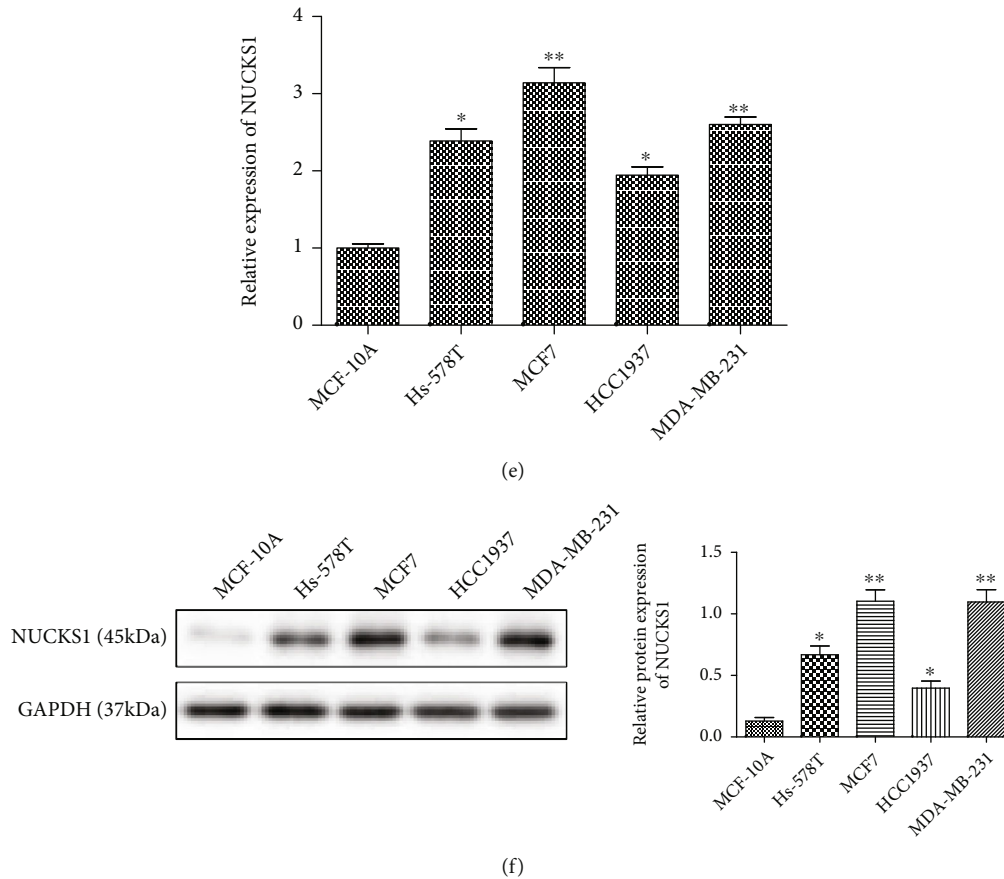 4
3
2
1
0
Relative expression of NUCKS1
*
**
*
**
MCF-10A
Hs-578T
MCF7
HCC1937
MDA-MB-231
(e)
MCF-10A
Hs-578T
MCF7
HCC1937
MDA-MB-231
NUCKS1 (45kDa)
GAPDH (37kDa)
Relative protein expression
of NUCKS1
1.5
1.0
0.5
0.0
*
**
*
**
MCF-10A
Hs-578T
MCF7
HCC1937
MDA-MB-231
(f)